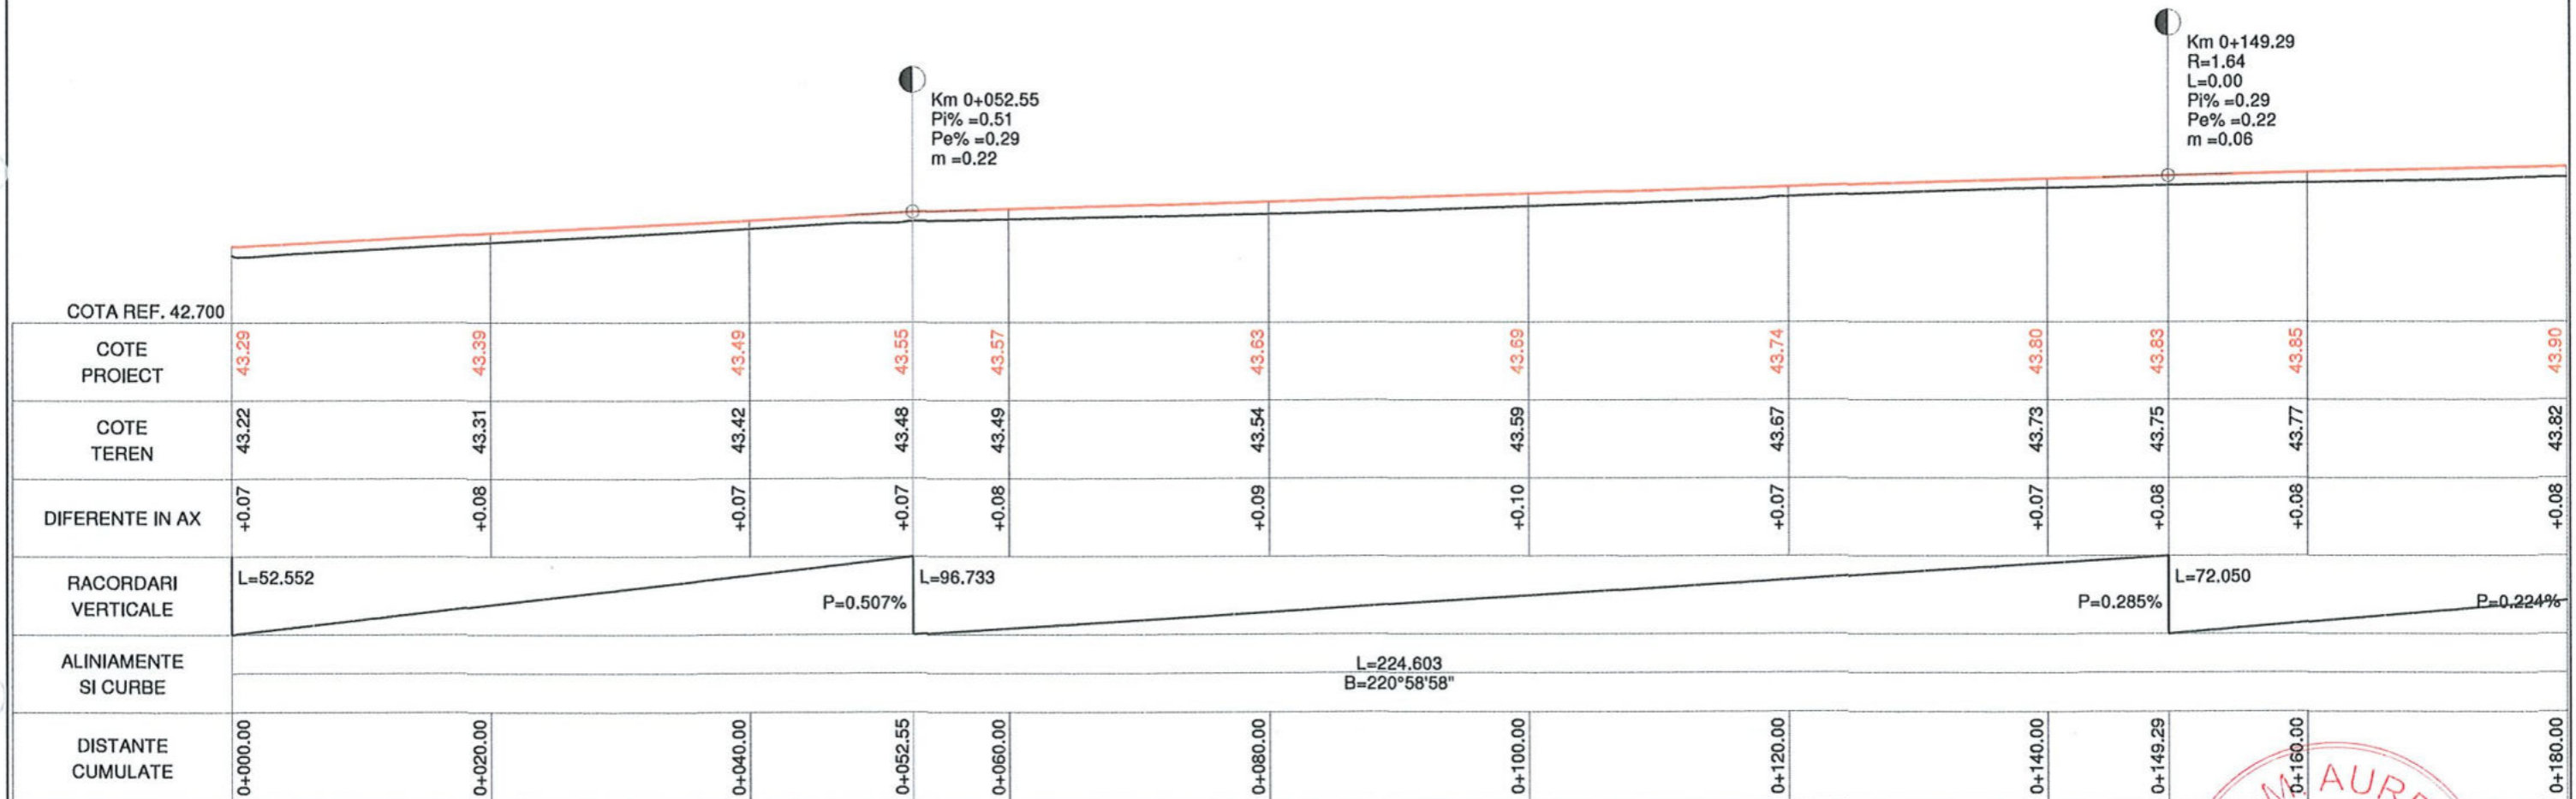 Km 0+149.29
R=1.64
L=0.00
Pi% =0.29
Pe% =0.22
m =0.06
Km 0+052.55
Pi% =0.51
Pe% =0.29
m =0.22
COTA REF. 42.700
COTE
PROIECT
43.29 43.39 43.49 43.55 43.57 43.63 43.69 43.74 43.80 43.83 43.85 43.90
COTE
TEREN
43.22 43.31 43.42 43.48 43.49 43.54 43.59 43.67 43.73 43.75 43.77 43.82
DIFERENTE IN AX
+0.07 +0.08 +0.07 +0.07 +0.08 +0.09 +0.10 +0.07 +0.07 +0.08 +0.08 +0.08
RACORDARI
VERTICALE
L=52.552 P=0.507% L=96.733 P=0.285% L=72.050 P=0.224%
ALINIAMENTE
SI CURBE
L=224.603
B=220°58'58"
DISTANTE
CUMULATE
0+000.00 0+020.00 0+040.00 0+052.55 0+060.00 0+080.00 0+100.00 0+120.00 0+140.00 0+149.29 0+160.00 0+180.00
M. AUR